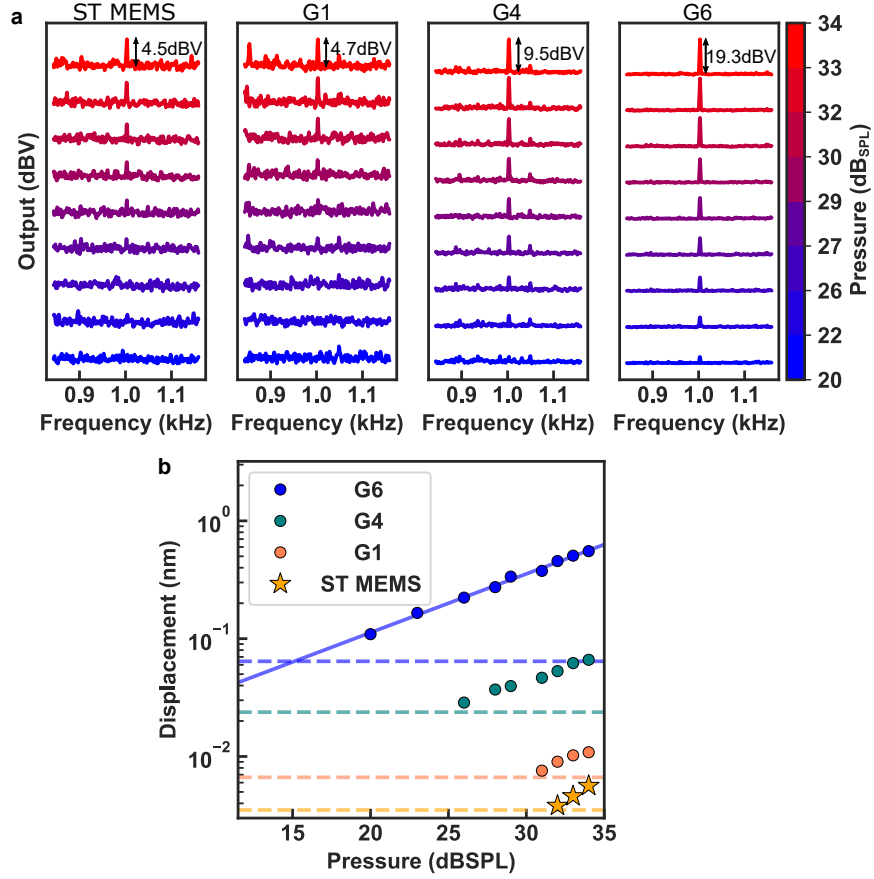 a
ST MEMS
G1
G4
G6
4.5dBV
4.7dBV
9.5dBV
19.3dBV
Output (dBV)
0.9 1.0 1.1
0.9 1.0 1.1
0.9 1.0 1.1
0.9 1.0 1.1
Frequency (kHz)
Frequency (kHz)
Frequency (kHz)
Frequency (kHz)
34
33
32
30
29
27
26
22
20
Pressure (dBSPL)
b
G6
G4
G1
ST MEMS
10⁰
10⁻¹
10⁻²
Displacement (nm)
15 20 25 30 35
Pressure (dBSPL)